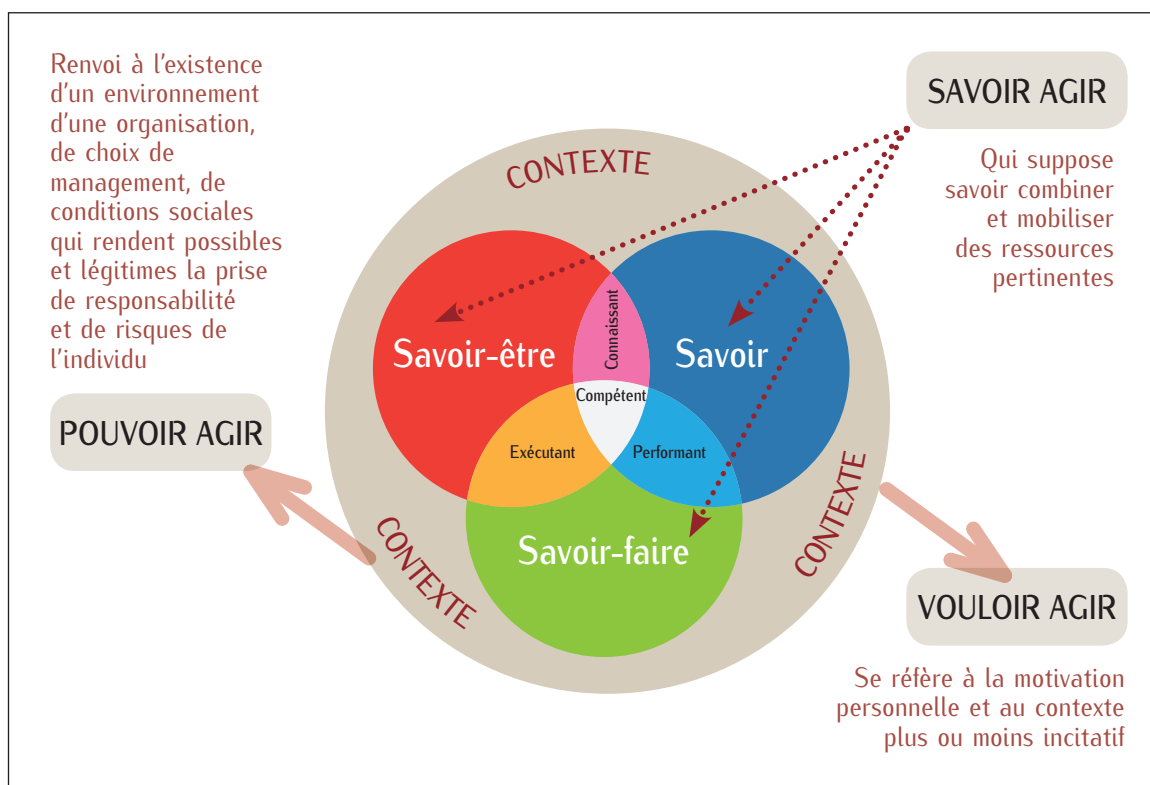 Renvoi à l'existence
d'un environnement
d'une organisation,
de choix de
management, de
conditions sociales
qui rendent possibles
et légitimes la prise
de responsabilité
et de risques de
l'individu
POUVOIR AGIR
SAVOIR AGIR
Qui suppose
savoir combiner
et mobiliser
des ressources
pertinentes
CONTEXTE
Savoir-être
Connaissant
Savoir
Compétent
Exécutant
Performant
Savoir-faire
CONTEXTE
CONTEXTE
VOULOIR AGIR
Se réfère à la motivation
personnelle et au contexte
plus ou moins incitatif